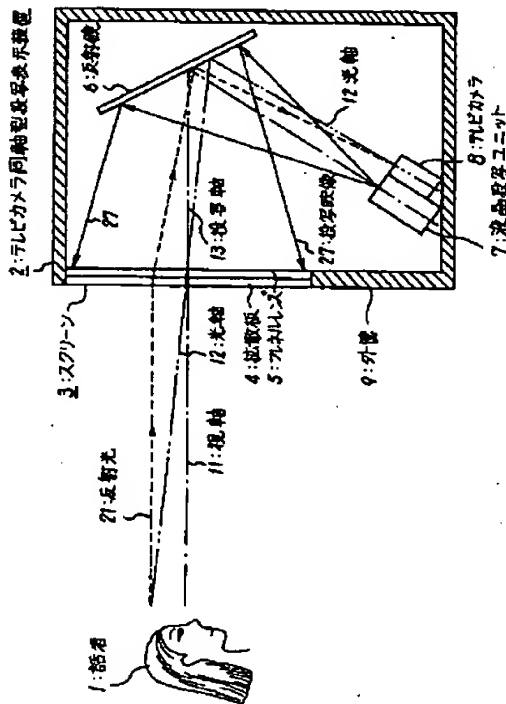 2:テレビカメラ同軸型投写表示装置
3:スクリーン
6:反射鏡
27
12:光軸
13:投写軸
27:投写映像
8:テレビカメラ
7:液晶投写ユニット
12:光軸
4:拡散板
5:フレネルレンズ
9:外筐
11:視軸
21:反射光
1:話者